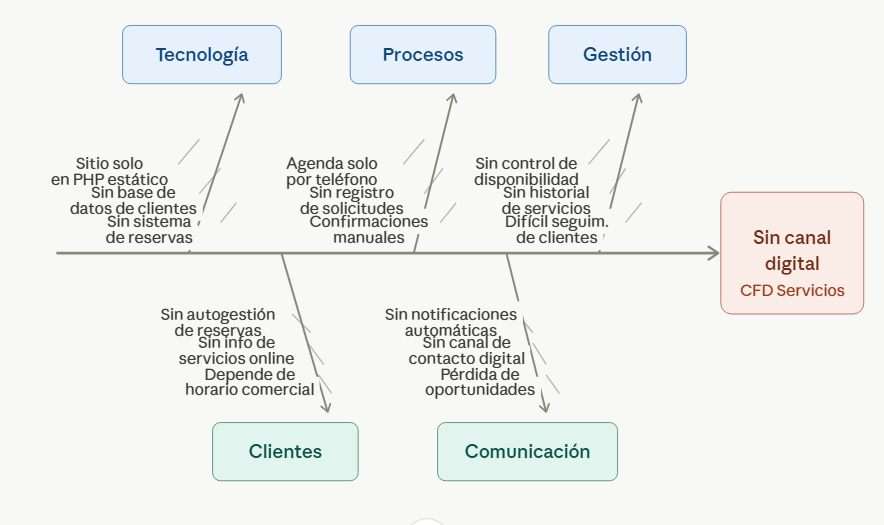 Tecnología
Procesos
Gestión
Sitio solo
en PHP estático
Sin base de
datos de clientes
Sin sistema
de reservas
Agenda solo
por teléfono
Sin registro
de solicitudes
Confirmaciones
manuales
Sin control de
disponibilidad
Sin historial
de servicios
Difícil seguim.
de clientes
Sin canal
digital
CFD Servicios
Sin autogestión
de reservas
Sin info de
servicios online
Depende de
horario comercial
Sin notificaciones
automáticas
Sin canal de
contacto digital
Pérdida de
oportunidades
Clientes
Comunicación